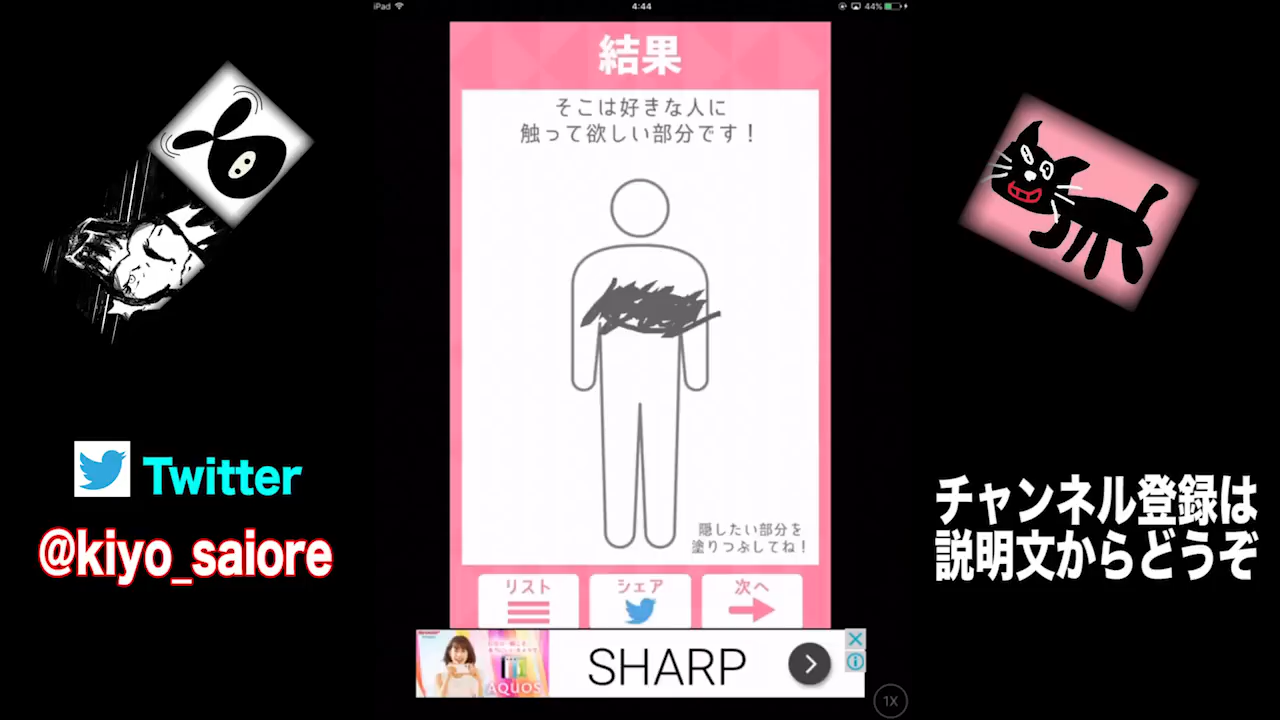 iPad
4:44
44%
結果
そこは好きな人に
触って欲しい部分です！
隠したい部分を
塗りつぶしてね！
リスト
シェア
次へ
SHARP
AQUOS
1X
Twitter
@kiyo_saiore
チャンネル登録は
説明文からどうぞ